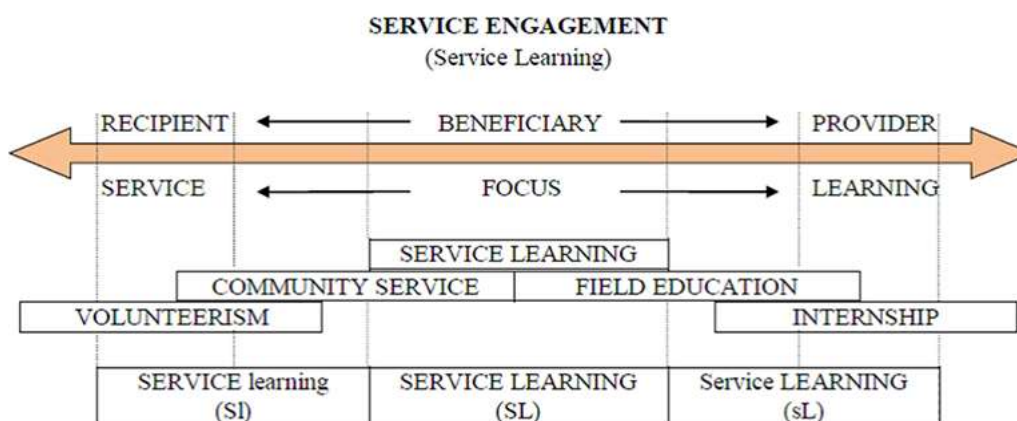 SERVICE ENGAGEMENT
(Service Learning)
RECIPIENT BENEFICIARY PROVIDER
SERVICE FOCUS LEARNING
SERVICE LEARNING
COMMUNITY SERVICE FIELD EDUCATION
VOLUNTEERISM INTERNSHIP
SERVICE learning SERVICE LEARNING Service LEARNING
(Sl) (SL) (sL)